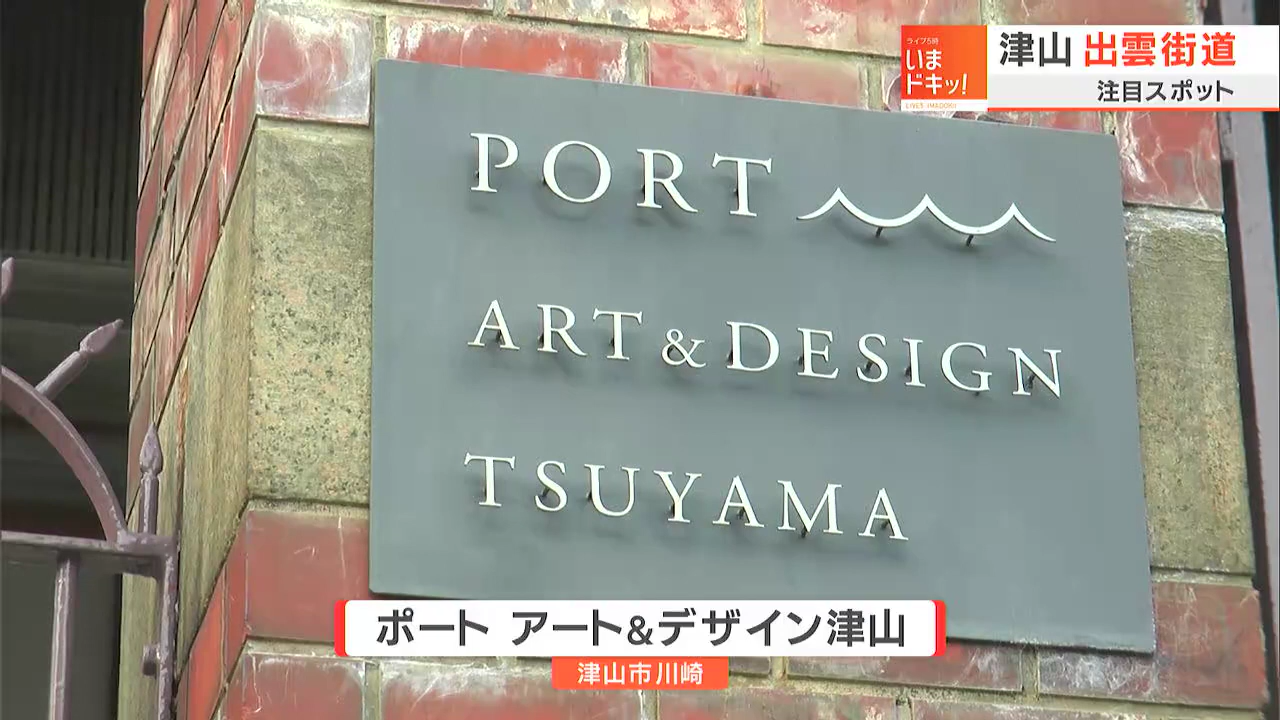 ライブ5時
いま
ドキッ!
LIVE5 IMADOKI!
津山 出雲街道
注目スポット
PORT
ART & DESIGN
TSUYAMA
ポート アート&デザイン津山
津山市川崎